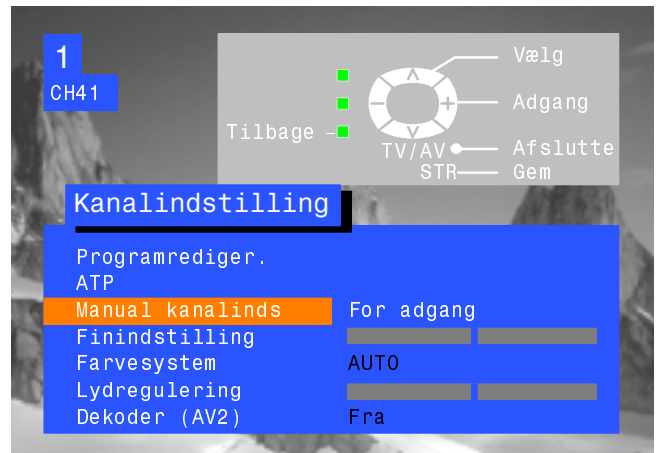 1
CH41
Vælg
Adgang
Tilbage
TV/AV Afslutte
STR Gem
Kanalindstilling
Programrediger.
ATP
Manual kanalinds For adgang
Finindstilling
Farvesystem AUTO
Lydregulering
Dekoder (AV2) Fra